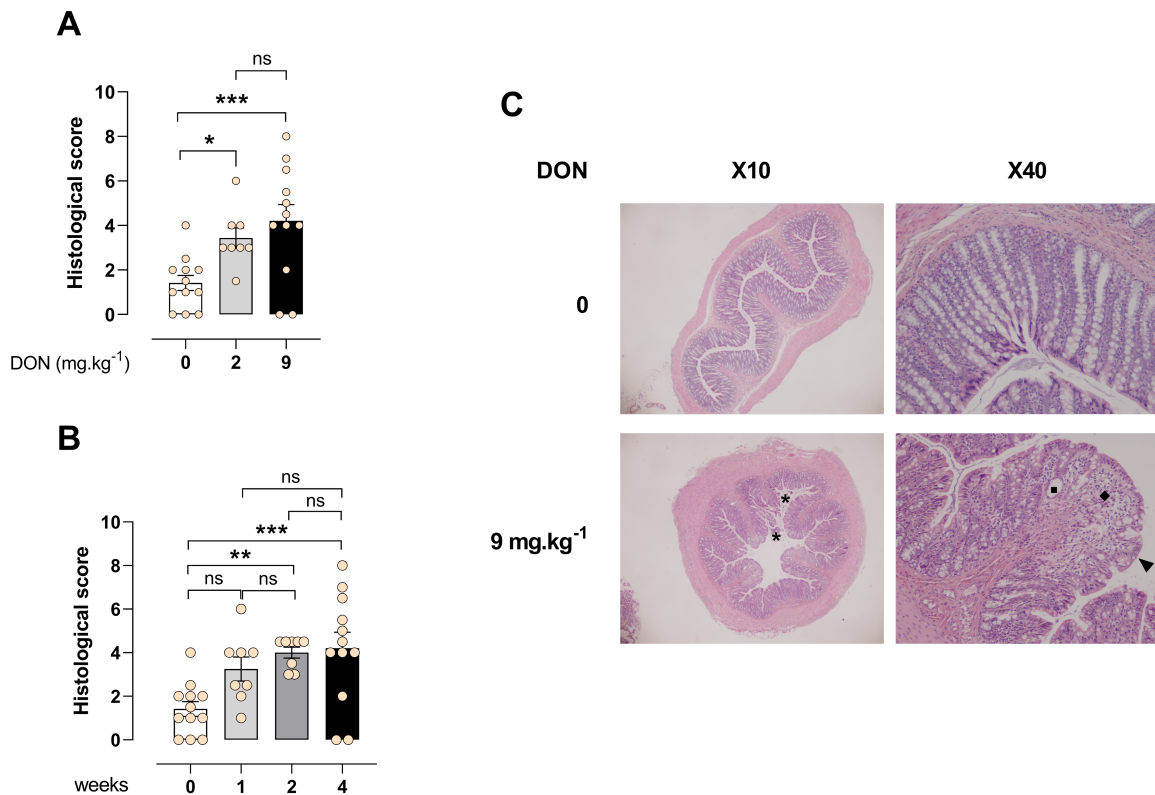 A
ns
***
*
Histological score
10
8
6
4
2
0
0 2 9
DON (mg.kg-1)
B
ns
ns
***
**
ns ns
Histological score
10
8
6
4
2
0
weeks 0 1 2 4
C
DON X10 X40
0
9 mg.kg-1
* 
*